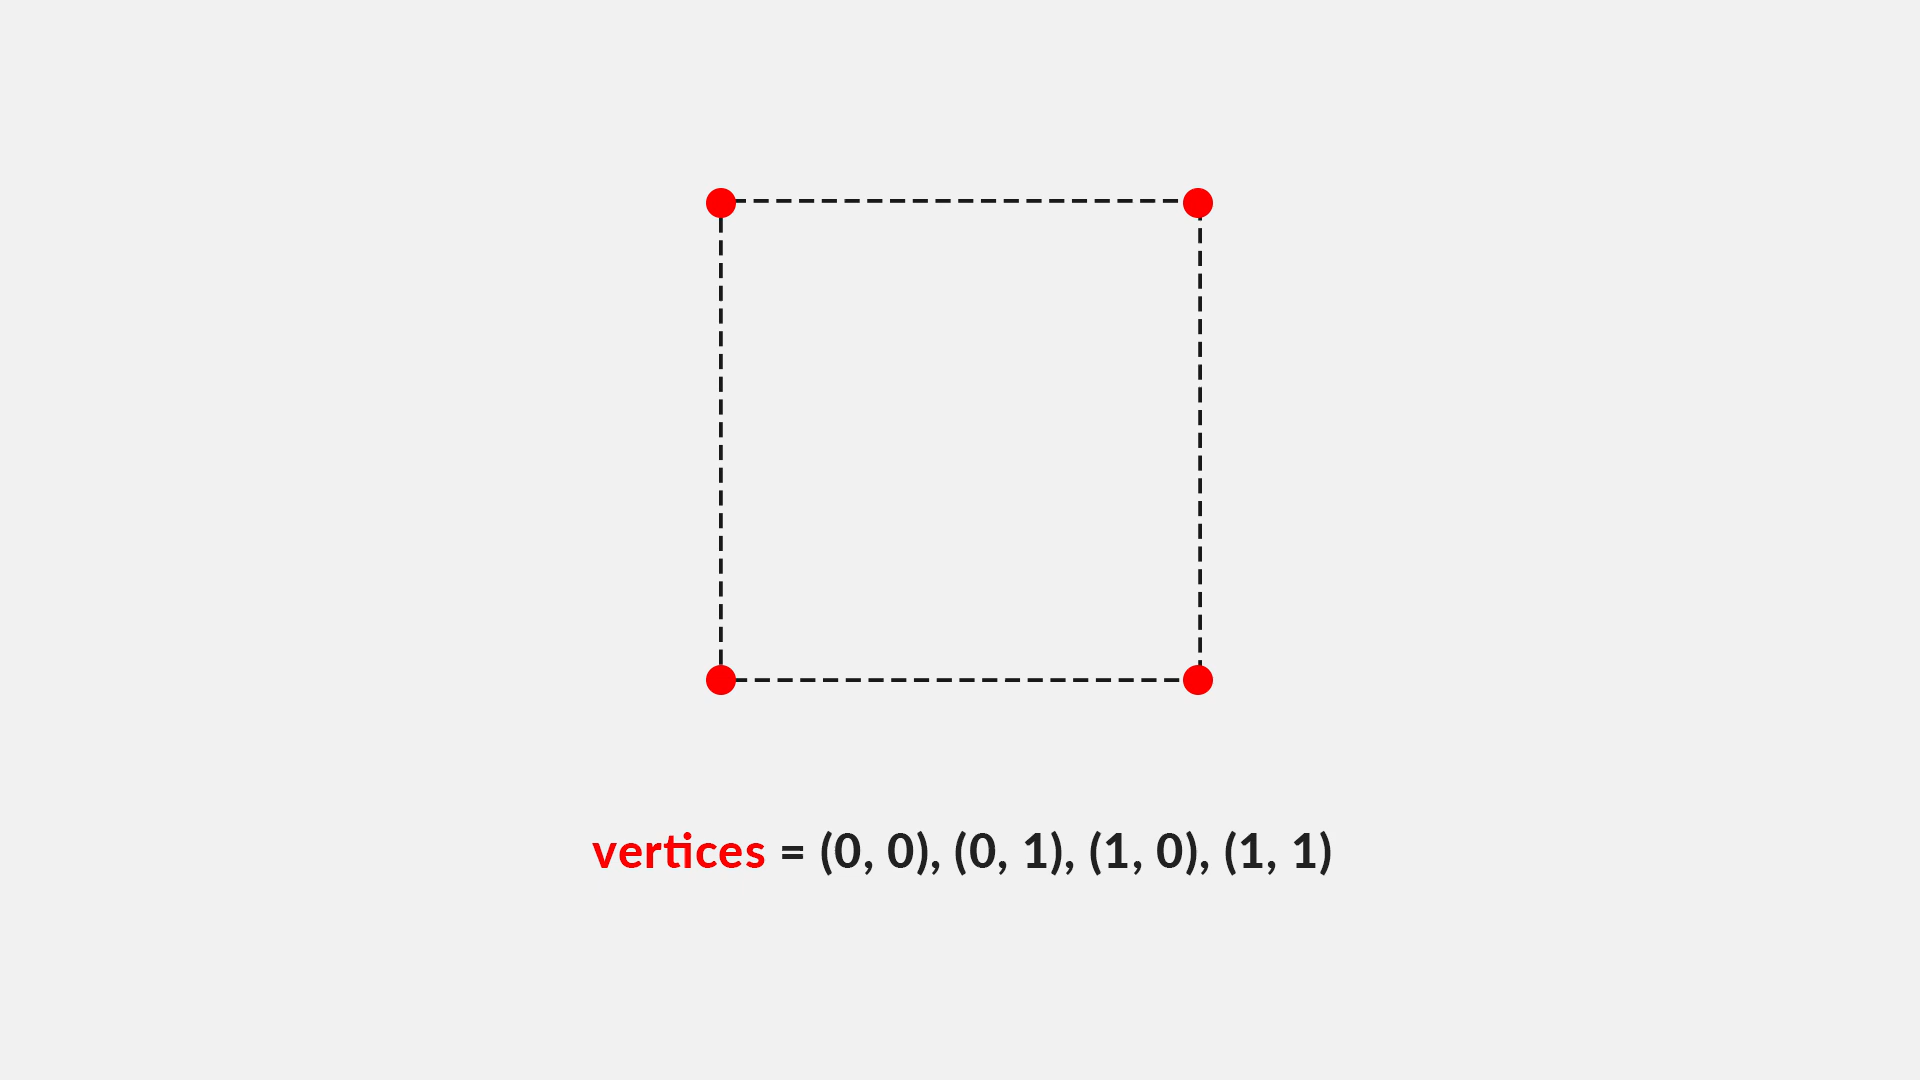 vertices = (0, 0), (0, 1), (1, 0), (1, 1)